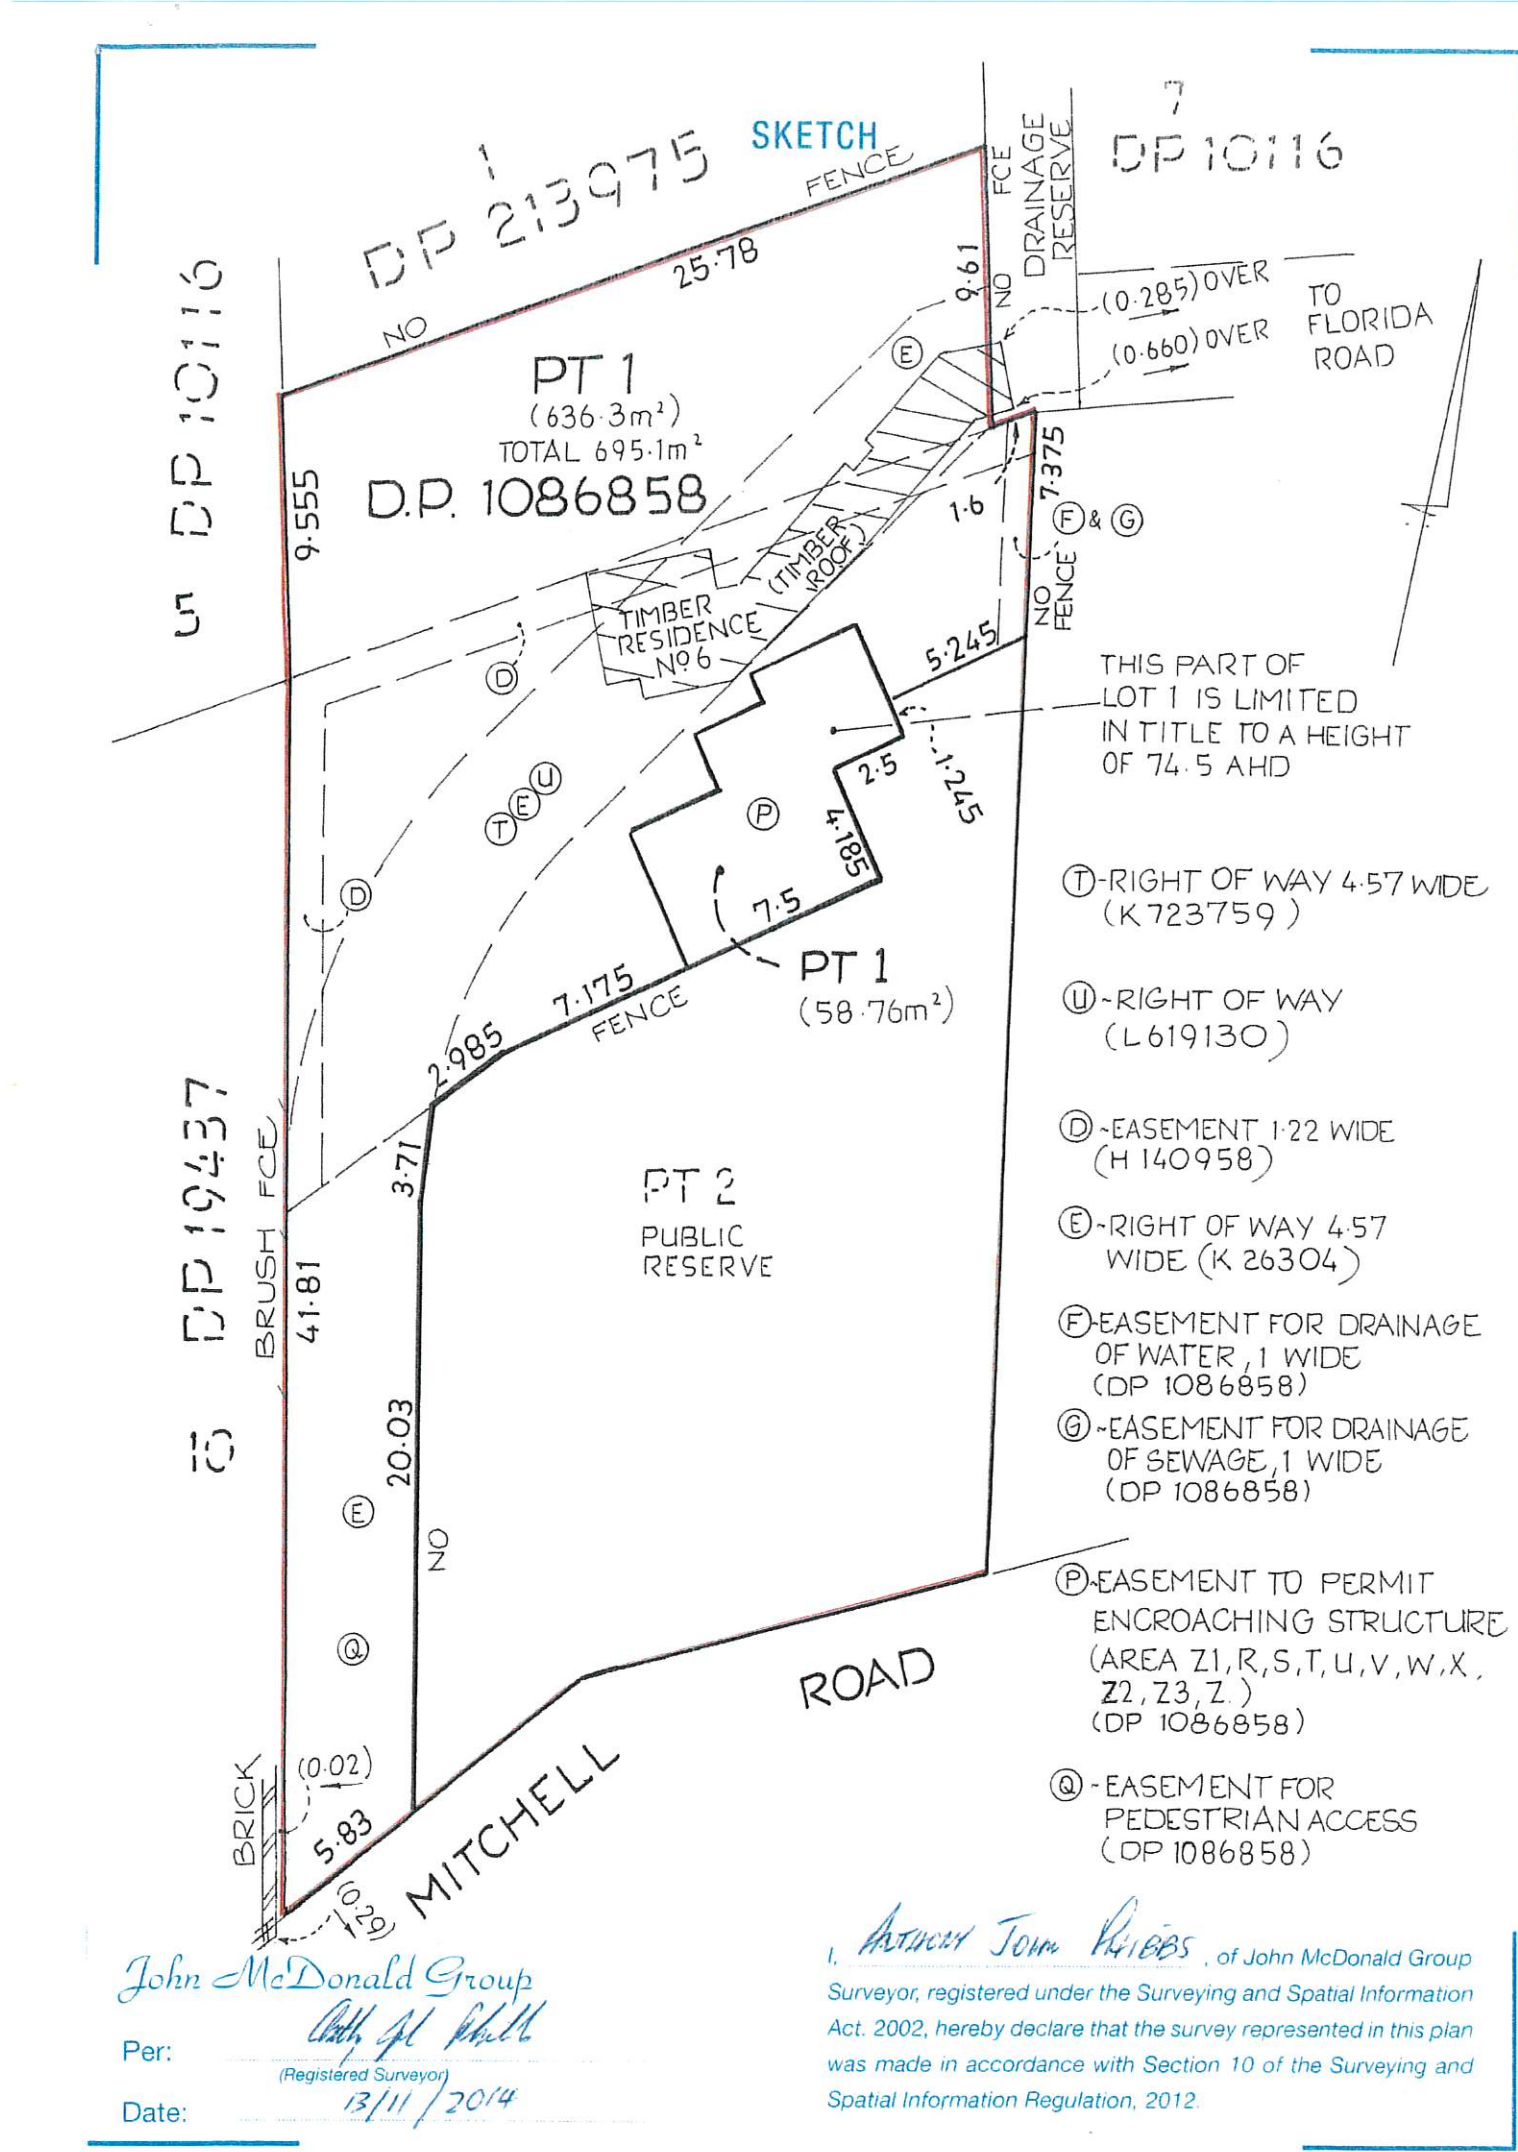 SKETCH
1
DP 213975
7
DP 10116
NO
FENCE
25.78
9.61
NO
FCE
DRAINAGE
RESERVE
(0.285) OVER
(0.660) OVER
TO
FLORIDA
ROAD
5 DP 10116
9.555
PT 1
(636.3m²)
TOTAL 695.1m²
D.P. 1086858
E
7.375
1.6
F & G
NO
FENCE
(TIMBER
ROOF)
TIMBER
RESIDENCE
Nº 6
D
5.245
THIS PART OF
LOT 1 IS LIMITED
IN TITLE TO A HEIGHT
OF 74.5 AHD
2.5
1.245
T E U
P
4.185
D
7.5
PT 1
(58.76m²)
7.175
FENCE
2.985
3.71
T-RIGHT OF WAY 4.57 WIDE
(K723759)
U-RIGHT OF WAY
(L619130)
D-EASEMENT 1.22 WIDE
(H 140958)
E-RIGHT OF WAY 4.57
WIDE (K 26304)
F-EASEMENT FOR DRAINAGE
OF WATER, 1 WIDE
(DP 1086858)
G-EASEMENT FOR DRAINAGE
OF SEWAGE, 1 WIDE
(DP 1086858)
P-EASEMENT TO PERMIT
ENCROACHING STRUCTURE
(AREA Z1,R,S,T,U,V,W,X,
Z2,Z3,Z.)
(DP 1086858)
Q - EASEMENT FOR
PEDESTRIAN ACCESS
(DP 1086858)
DP 19437
BRUSH FCE
41.81
PT 2
PUBLIC
RESERVE
20.03
NO
E
Q
BRICK
(0.02)
5.83
(0.29)
MITCHELL
ROAD
John McDonald Group
Per:
(Registered Surveyor)
Date: 13/11/2014
I, ANTHONY JOHN PHIBBS, of John McDonald Group
Surveyor, registered under the Surveying and Spatial Information
Act. 2002, hereby declare that the survey represented in this plan
was made in accordance with Section 10 of the Surveying and
Spatial Information Regulation, 2012.